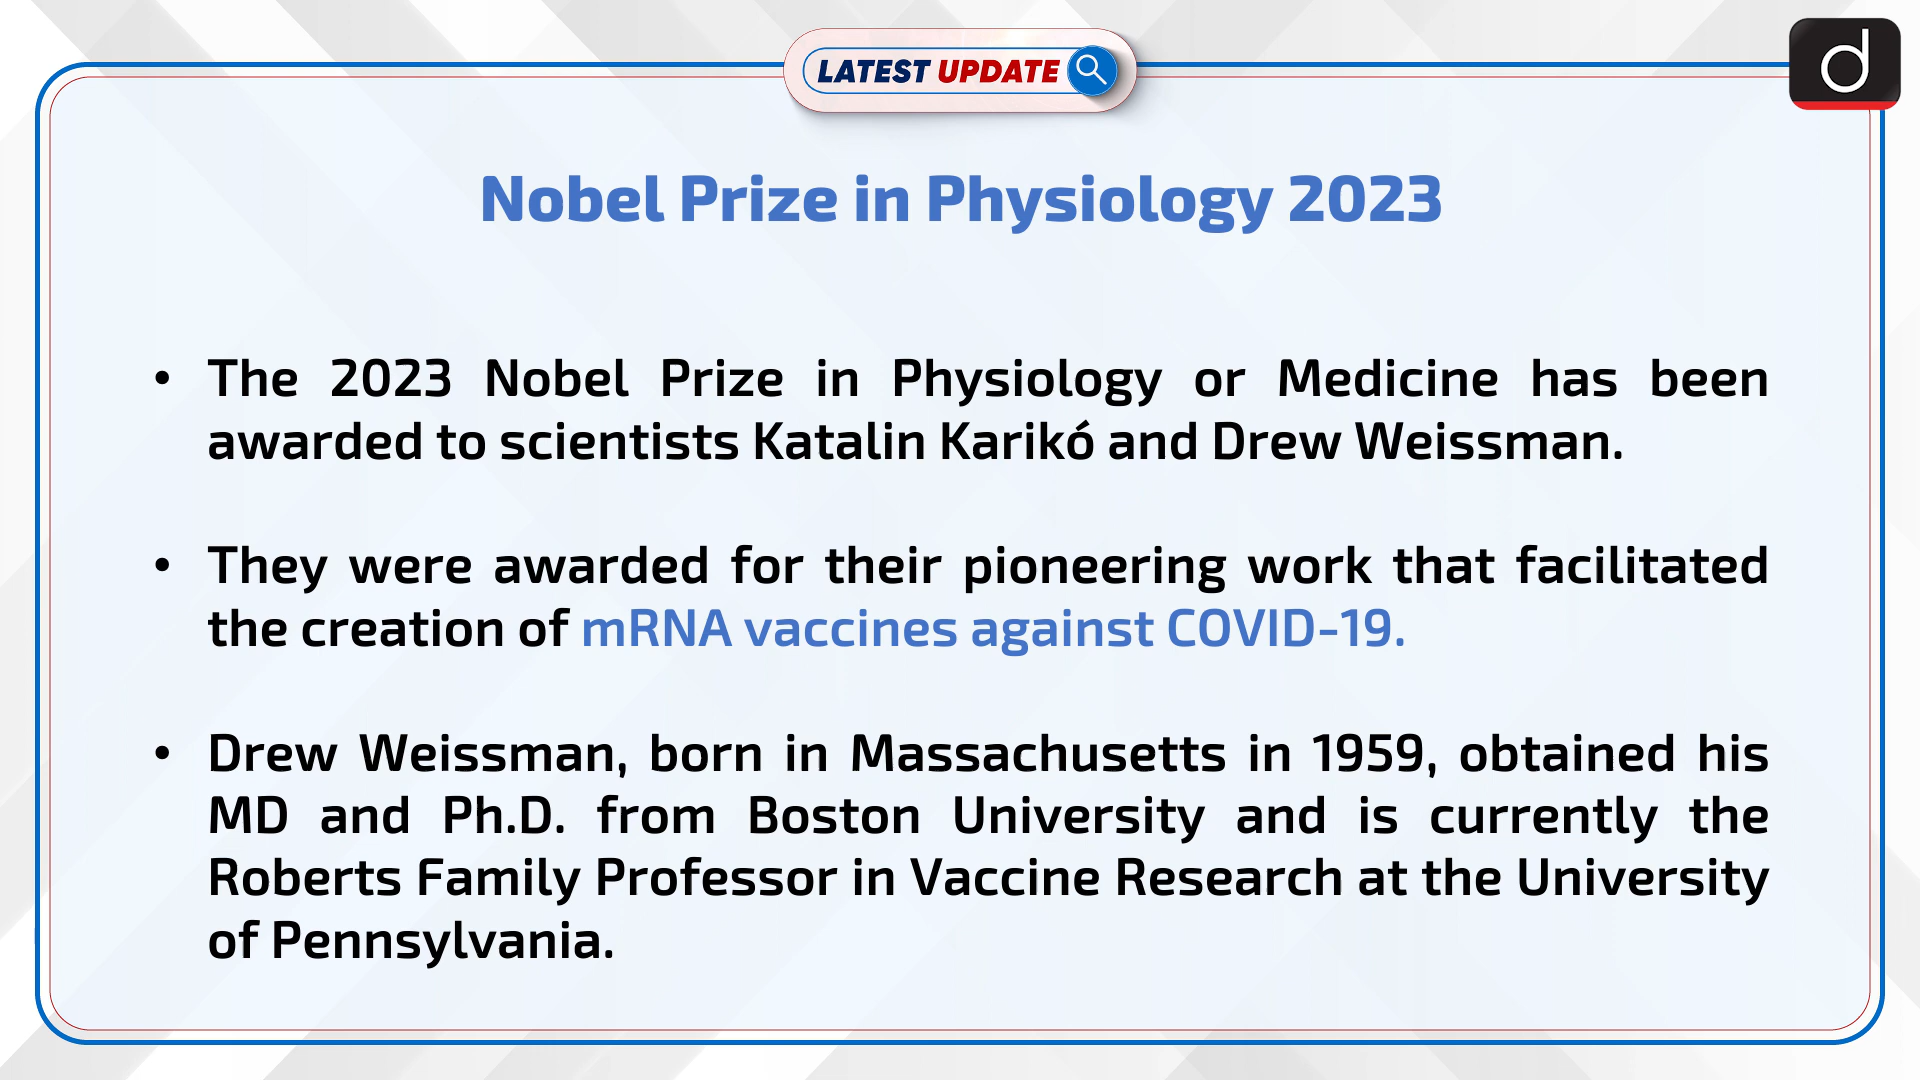 LATEST UPDATE
d
Nobel Prize in Physiology 2023
• The 2023 Nobel Prize in Physiology or Medicine has been
awarded to scientists Katalin Karikó and Drew Weissman.
• They were awarded for their pioneering work that facilitated
the creation of mRNA vaccines against COVID-19.
• Drew Weissman, born in Massachusetts in 1959, obtained his
MD and Ph.D. from Boston University and is currently the
Roberts Family Professor in Vaccine Research at the University
of Pennsylvania.